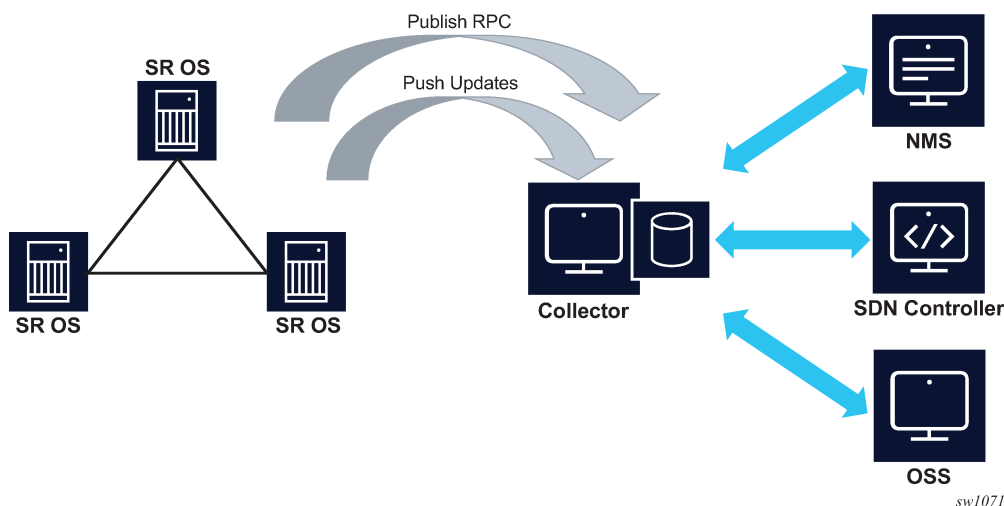 Publish RPC
SR OS
Push Updates
NMS
SR OS
SR OS
Collector
SDN Controller
</>
OSS
sw1071